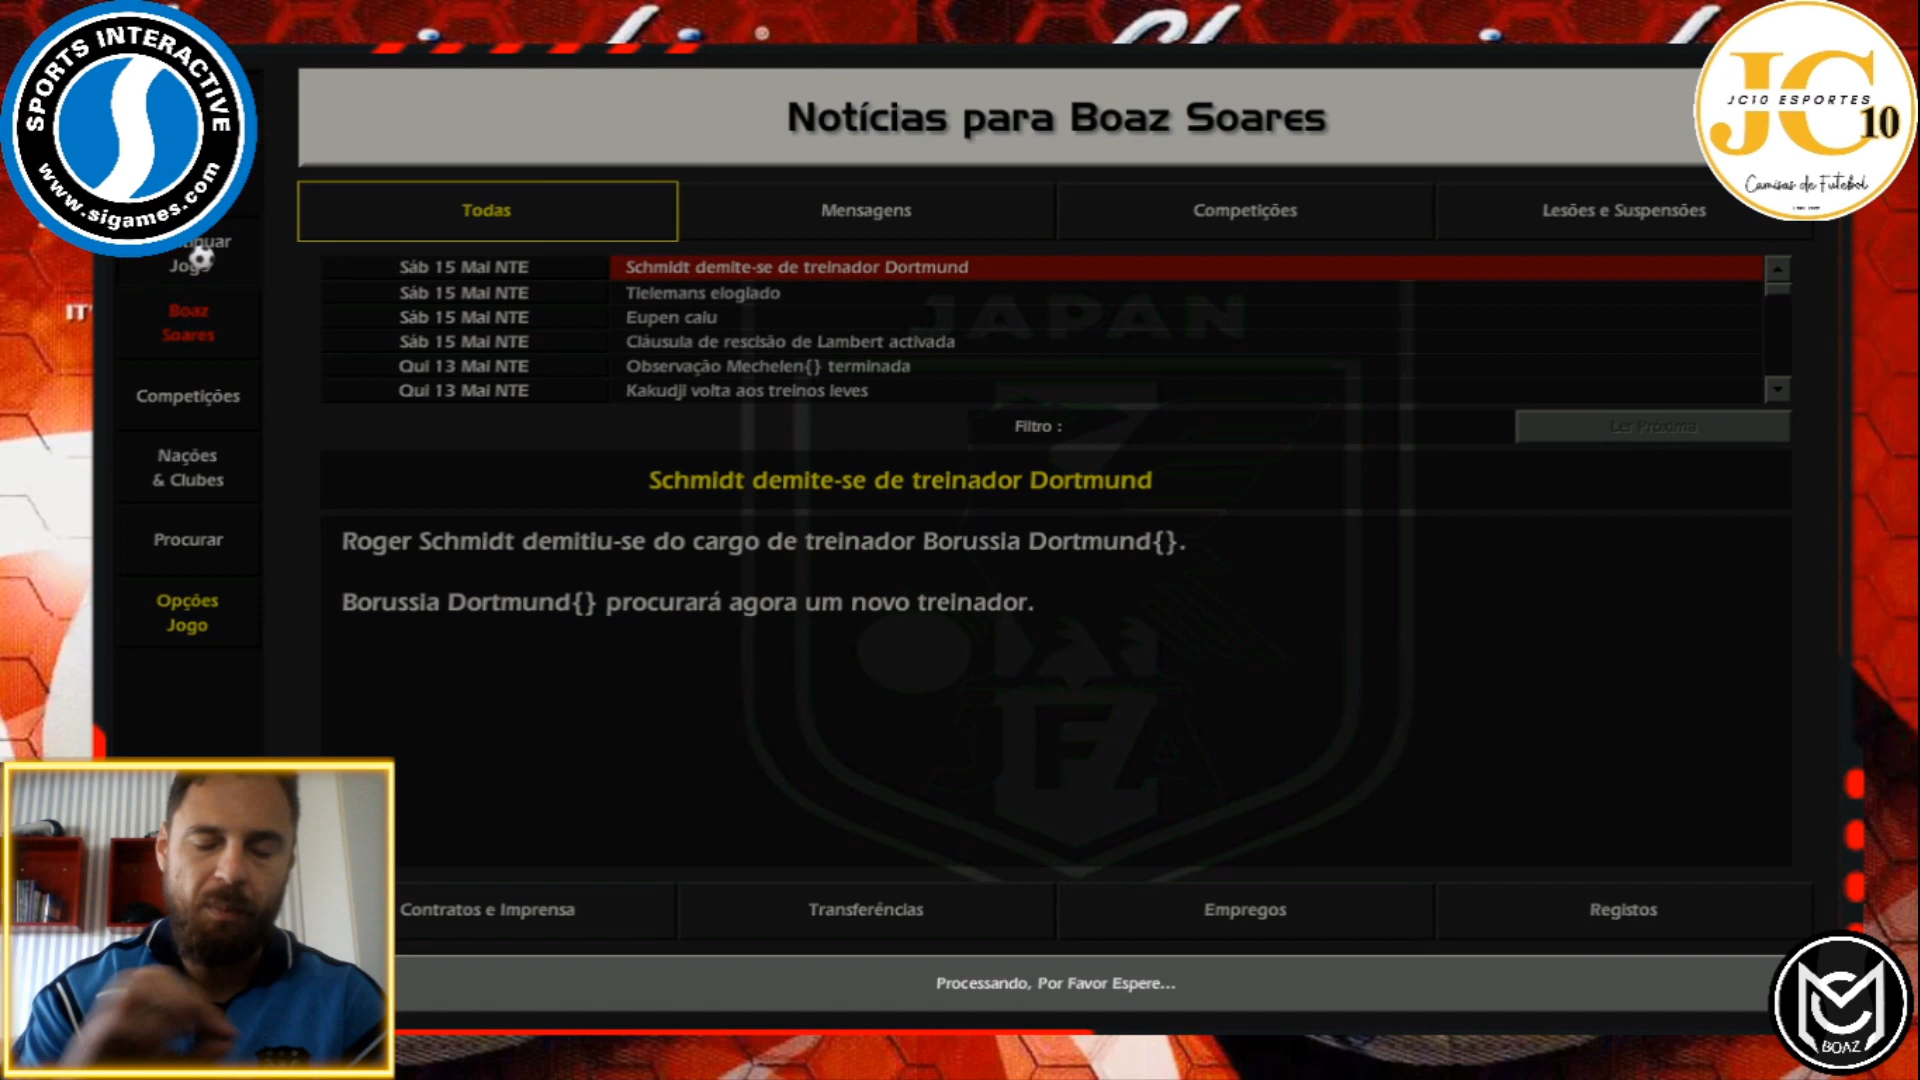 SPORTS INTERACTIVE
www.sigames.com
JC
10
JC10 ESPORTES
Camisas de Futebol
Notícias para Boaz Soares
Todas
Mensagens
Competições
Lesões e Suspensões
Jogo
Boaz
Soares
Competições
Nações
& Clubes
Procurar
Opções
Jogo
Sáb 15 Mai NTE Schmidt demite-se de treinador Dortmund
Sáb 15 Mai NTE Tielemans elogiado
Sáb 15 Mai NTE Eupen caiu
Sáb 15 Mai NTE Cláusula de rescisão de Lambert activada
Qui 13 Mai NTE Observação Mechelen{} terminada
Qui 13 Mai NTE Kakudji volta aos treinos leves
Filtro :
Ler Próxima
Schmidt demite-se de treinador Dortmund
Roger Schmidt demitiu-se do cargo de treinador Borussia Dortmund{}.
Borussia Dortmund{} procurará agora um novo treinador.
JAPAN
JFA
Contratos e Imprensa
Transferências
Empregos
Registos
Processando, Por Favor Espere...
BOAZ